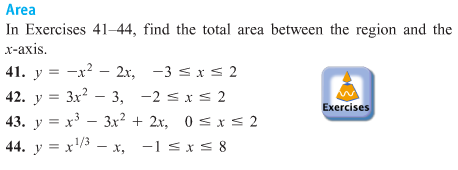 Area
In Exercises 41–44, find the total area between the region and the
x-axis.
41. y = −x² − 2x, −3 ≤ x ≤ 2
42. y = 3x² − 3, −2 ≤ x ≤ 2
43. y = x³ − 3x² + 2x, 0 ≤ x ≤ 2
44. y = x^{1/3} − x, −1 ≤ x ≤ 8
Exercises